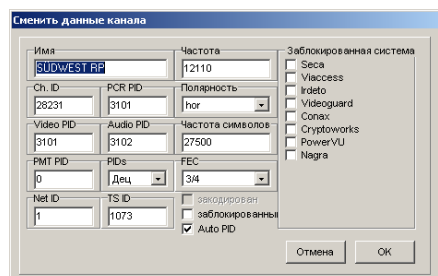 Сменить данные канала
Имя
SÜDWEST RP
Частота
12110
Заблокированная система
Seca
Viaccess
Irdeto
Videoguard
Conax
Cryptoworks
PowerVU
Nagra
Ch. ID
28231
PCR PID
3101
Полярность
hor
Video PID
3101
Audio PID
3102
Частота символов
27500
PMT PID
0
PIDs
Дец
FEC
3/4
Net ID
1
TS ID
1073
закодирован
заблокированны
Auto PID
Отмена
OK